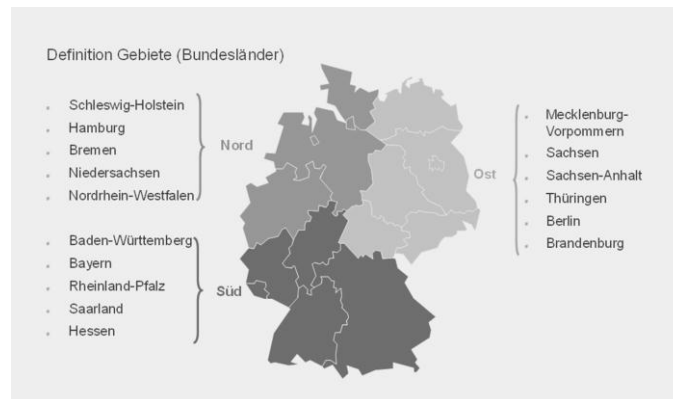 Definition Gebiete (Bundesländer)
Schleswig-Holstein
Hamburg
Bremen
Niedersachsen
Nordrhein-Westfalen
Nord
Baden-Württemberg
Bayern
Rheinland-Pfalz
Saarland
Hessen
Süd
Ost
Mecklenburg-
Vorpommern
Sachsen
Sachsen-Anhalt
Thüringen
Berlin
Brandenburg